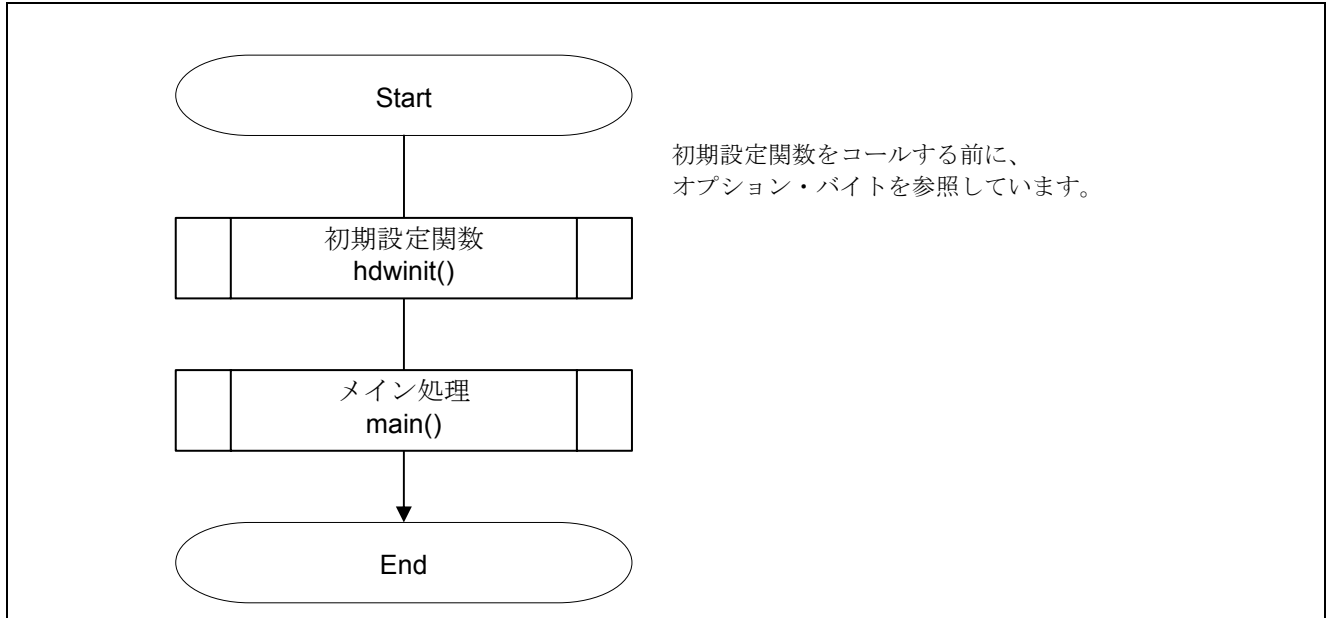 Start
初期設定関数をコールする前に、
オプション・バイトを参照しています。
初期設定関数
hdwinit()
メイン処理
main()
End